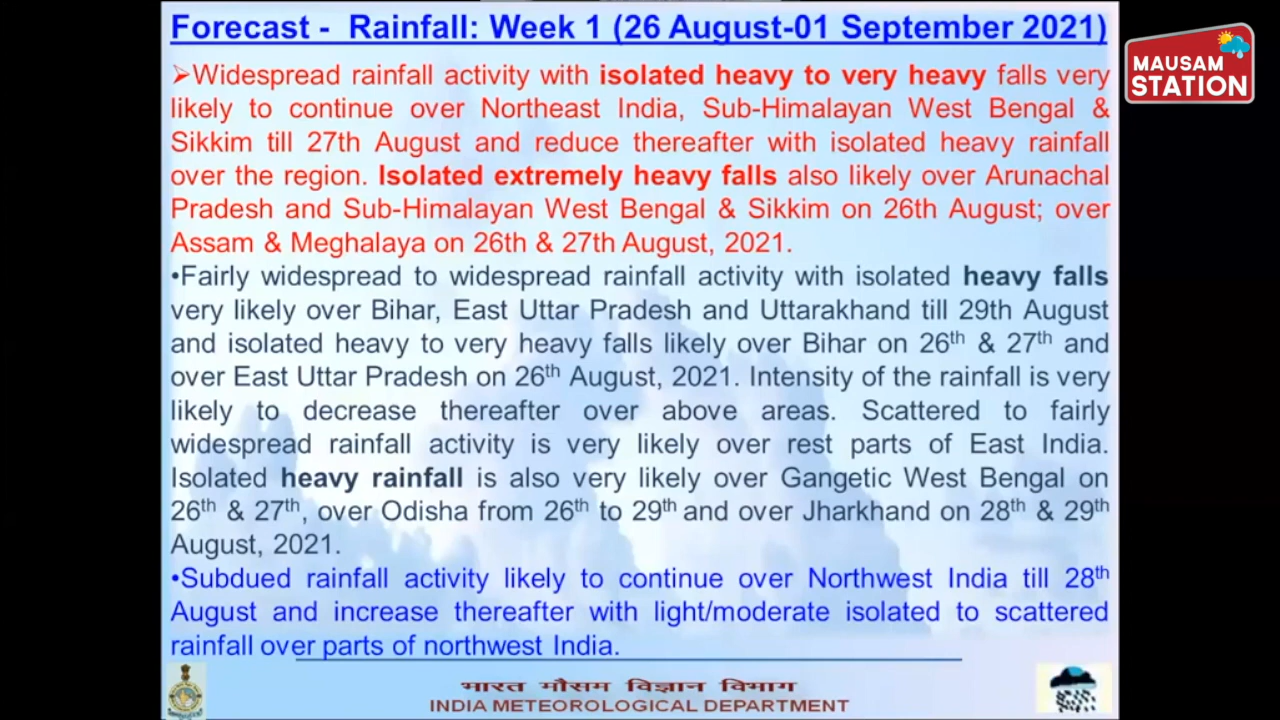 Forecast - Rainfall: Week 1 (26 August-01 September 2021)
MAUSAM
STATION
➢Widespread rainfall activity with isolated heavy to very heavy falls very
likely to continue over Northeast India, Sub-Himalayan West Bengal &
Sikkim till 27th August and reduce thereafter with isolated heavy rainfall
over the region. Isolated extremely heavy falls also likely over Arunachal
Pradesh and Sub-Himalayan West Bengal & Sikkim on 26th August; over
Assam & Meghalaya on 26th & 27th August, 2021.
•Fairly widespread to widespread rainfall activity with isolated heavy falls
very likely over Bihar, East Uttar Pradesh and Uttarakhand till 29th August
and isolated heavy to very heavy falls likely over Bihar on 26th & 27th and
over East Uttar Pradesh on 26th August, 2021. Intensity of the rainfall is very
likely to decrease thereafter over above areas. Scattered to fairly
widespread rainfall activity is very likely over rest parts of East India.
Isolated heavy rainfall is also very likely over Gangetic West Bengal on
26th & 27th, over Odisha from 26th to 29th and over Jharkhand on 28th & 29th
August, 2021.
•Subdued rainfall activity likely to continue over Northwest India till 28th
August and increase thereafter with light/moderate isolated to scattered
rainfall over parts of northwest India.
भारत मौसम विज्ञान विभाग
INDIA METEOROLOGICAL DEPARTMENT